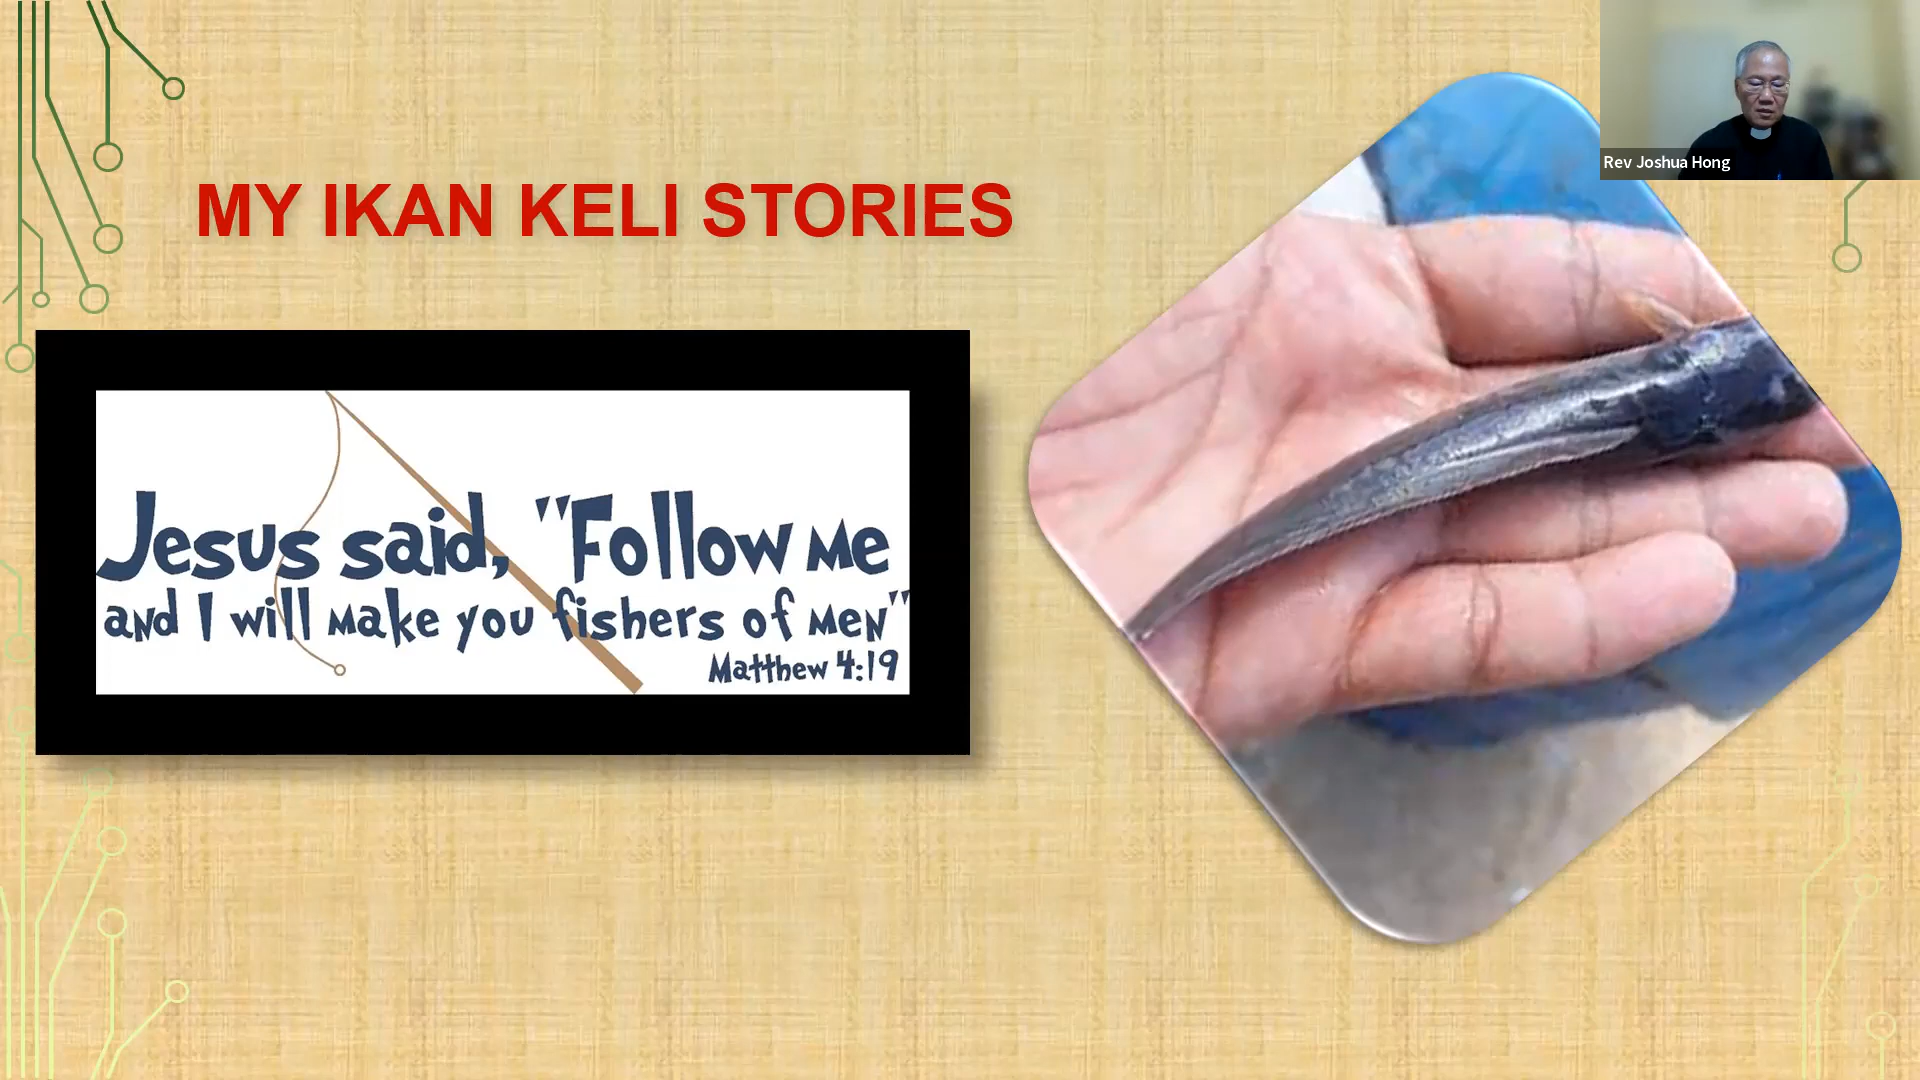 MY IKAN KELI STORIES
Rev Joshua Hong
Jesus said, "Follow me
and I will make you fishers of men"
Matthew 4:19